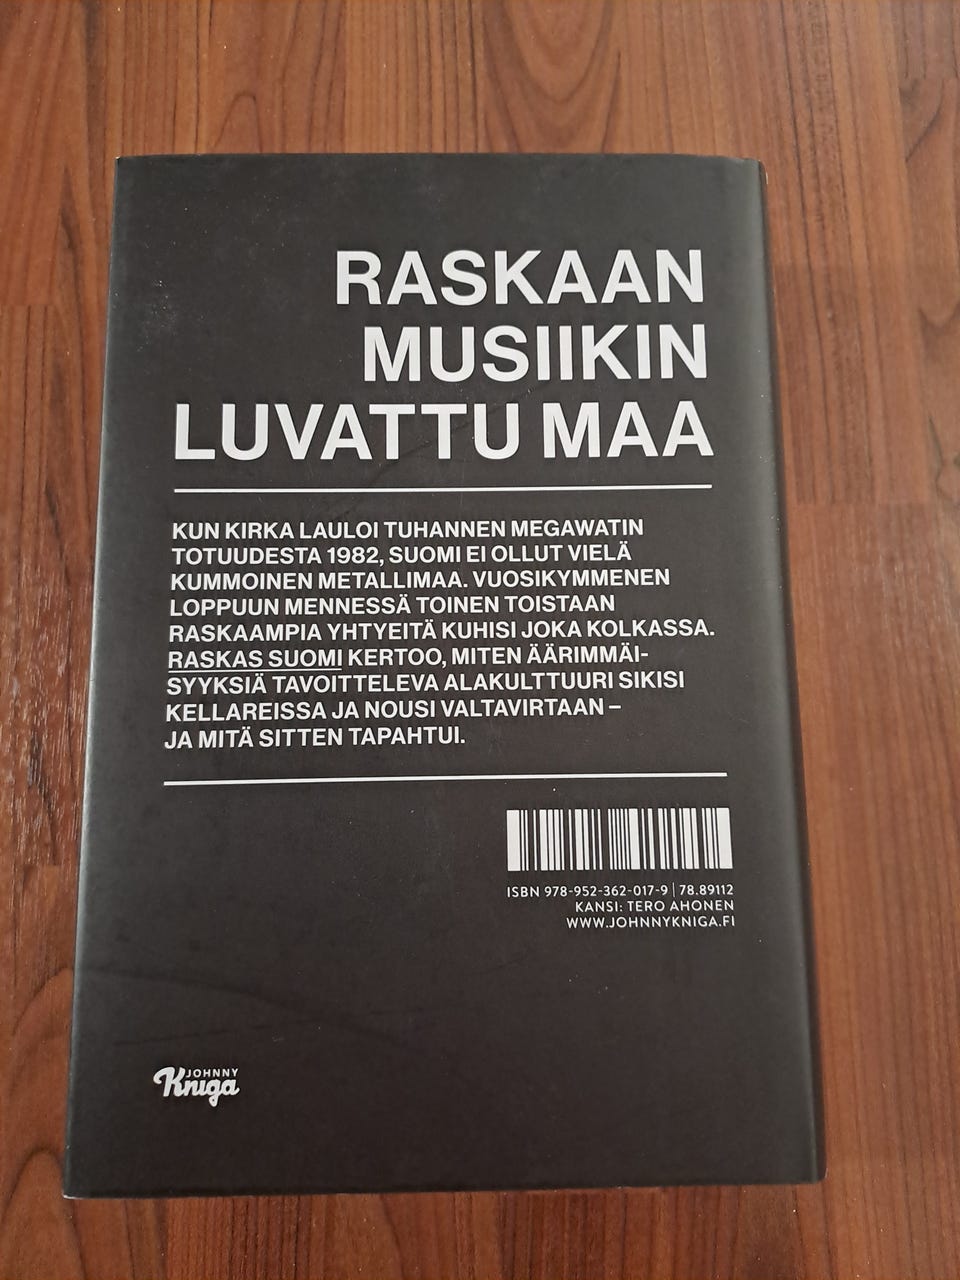 RASKAAN
MUSIIKIN
LUVATTU MAA
KUN KIRKA LAULOI TUHANNEN MEGAWATIN
TOTUUDESTA 1982, SUOMI EI OLLUT VIELÄ
KUMMOINEN METALLIMAA. VUOSIKYMMENEN
LOPPUUN MENNESSÄ TOINEN TOISTAAN
RASKAAMPIA YHTYEITÄ KUHISI JOKA KOLKASSA.
RASKAS SUOMI KERTOO, MITEN ÄÄRIMMÄI-
SYYKSIÄ TAVOITTELEVA ALAKULTTUURI SIKISI
KELLAREISSA JA NOUSI VALTAVIRTAAN –
JA MITÄ SITTEN TAPAHTUI.
ISBN 978-952-362-017-9 | 78.89112
KANSI: TERO AHONEN
WWW.JOHNNYKNIGA.FI
JOHNNY
Kniga